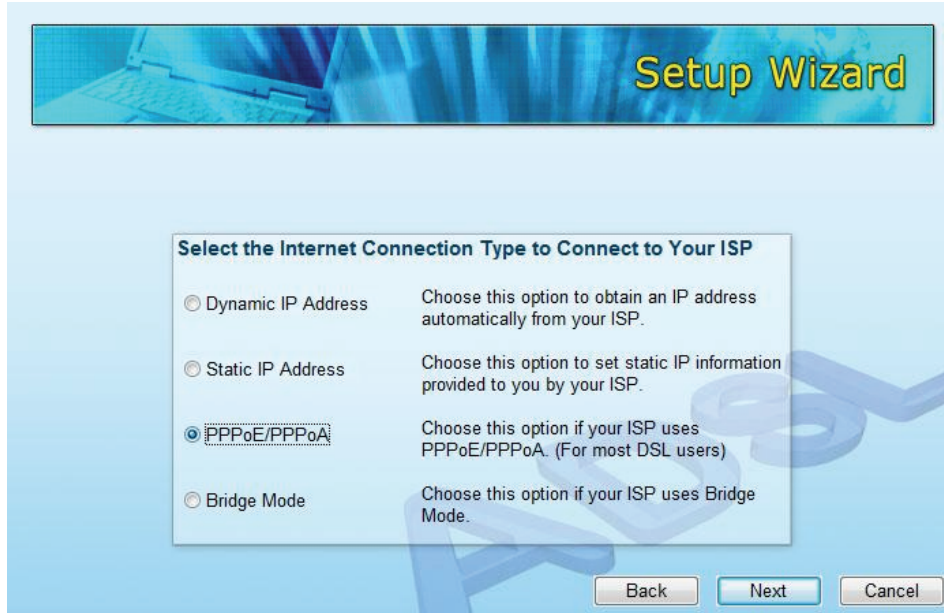 Setup Wizard
Select the Internet Connection Type to Connect to Your ISP
Dynamic IP Address
Choose this option to obtain an IP address
automatically from your ISP.
Static IP Address
Choose this option to set static IP information
provided to you by your ISP.
PPPoE/PPPoA
Choose this option if your ISP uses
PPPoE/PPPoA. (For most DSL users)
Bridge Mode
Choose this option if your ISP uses Bridge
Mode.
ADSL
Back
Next
Cancel